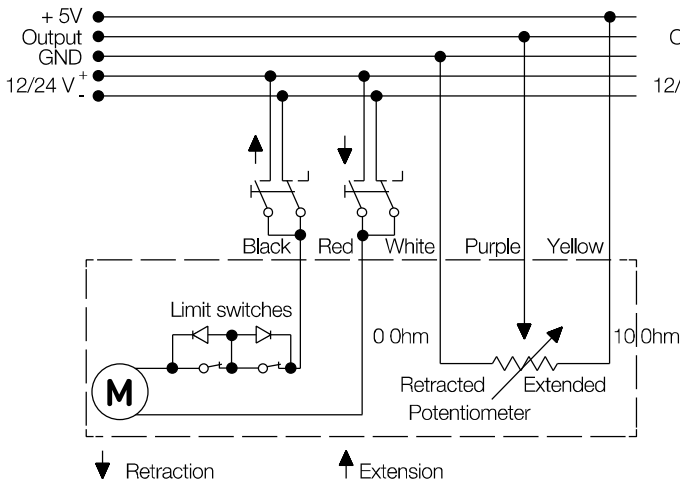 + 5V
Output
GND
12/24 V +
-
O
12/
Black Red White Purple Yellow
Limit switches
0 Ohm
10 Ohm
M
Retracted Extended
Potentiometer
Retraction
Extension